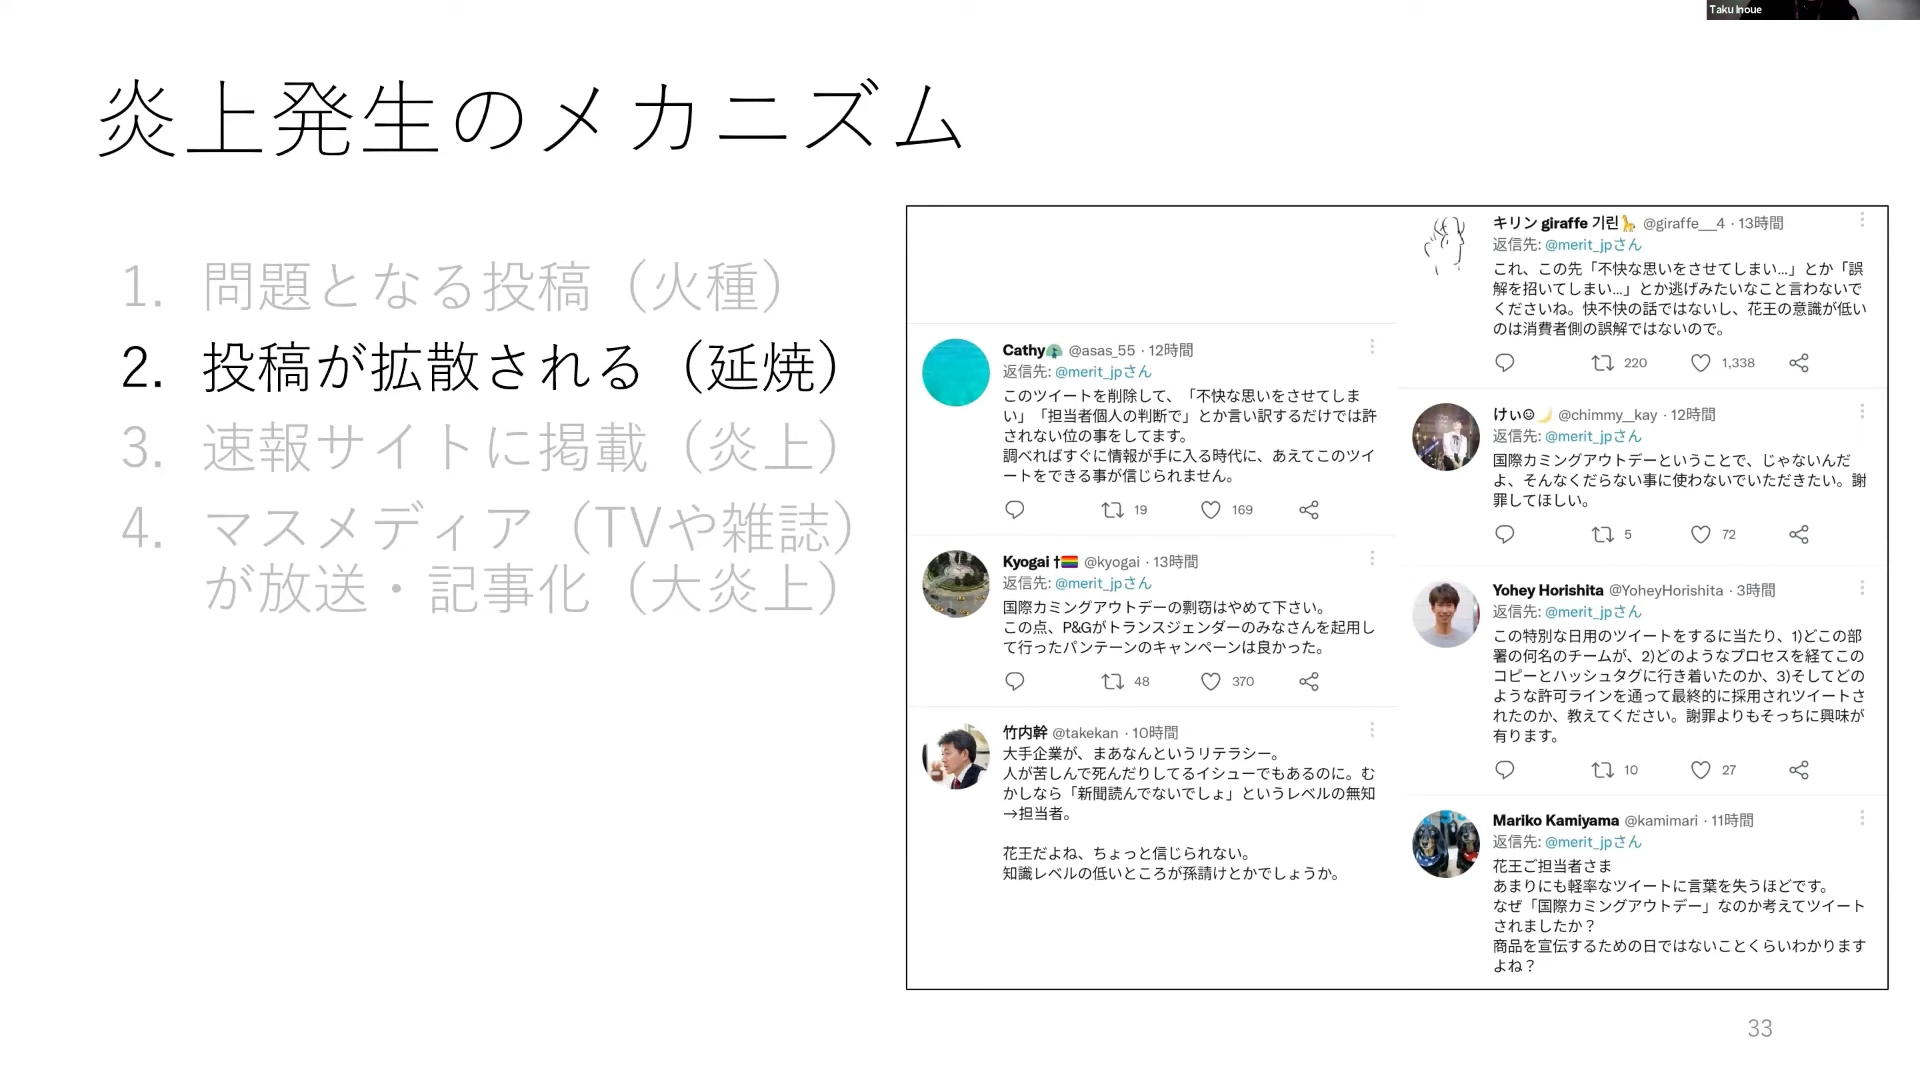 Taku Inoue
炎上発生のメカニズム
1. 問題となる投稿（火種）
2. 投稿が拡散される（延焼）
3. 速報サイトに掲載（炎上）
4. マスメディア（TVや雑誌）
が放送・記事化（大炎上）
Cathy @asas_55 · 12時間
返信先: @merit_jpさん
このツイートを削除して、「不快な思いをさせてしま
い」「担当者個人の判断で」とか言い訳するだけでは許
されない位の事をしてます。
調べればすぐに情報が手に入る時代に、あえてこのツイ
ートをできる事が信じられません。
19 169
Kyogai †🏳️‍🌈 @kyogai · 13時間
返信先: @merit_jpさん
国際カミングアウトデーの剽窃はやめて下さい。
この点、P&Gがトランスジェンダーのみなさんを起用し
て行ったパンテーンのキャンペーンは良かった。
48 370
竹内幹 @takekan · 10時間
大手企業が、まあなんというリテラシー。
人が苦しんで死んだりしてるイシューでもあるのに。む
かしなら「新聞読んでないでしょ」というレベルの無知
→担当者。
花王だよね、ちょっと信じられない。
知識レベルの低いところが孫請けとかでしょうか。
キリン giraffe 기린🦒 @giraffe__4 · 13時間
返信先: @merit_jpさん
これ、この先「不快な思いをさせてしまい...」とか「誤
解を招いてしまい...」とか逃げみたいなこと言わないで
くださいね。快不快の話ではないし、花王の意識が低い
のは消費者側の誤解ではないので。
220 1,338
けぃ☺🌙 @chimmy_kay · 12時間
返信先: @merit_jpさん
国際カミングアウトデーということで、じゃないんだ
よ、そんなくだらない事に使わないでいただきたい。謝
罪してほしい。
5 72
Yohey Horishita @YoheyHorishita · 3時間
返信先: @merit_jpさん
この特別な日用のツイートをするに当たり、1)どこの部
署の何名のチームが、2)どのようなプロセスを経てこの
コピーとハッシュタグに行き着いたのか、3)そしてどの
ような許可ラインを通って最終的に採用されツイートさ
れたのか、教えてください。謝罪よりもそっちに興味が
有ります。
10 27
Mariko Kamiyama @kamimari · 11時間
返信先: @merit_jpさん
花王ご担当者さま
あまりにも軽率なツイートに言葉を失うほどです。
なぜ「国際カミングアウトデー」なのか考えてツイート
されましたか？
商品を宣伝するための日ではないことくらいわかります
よね？
33